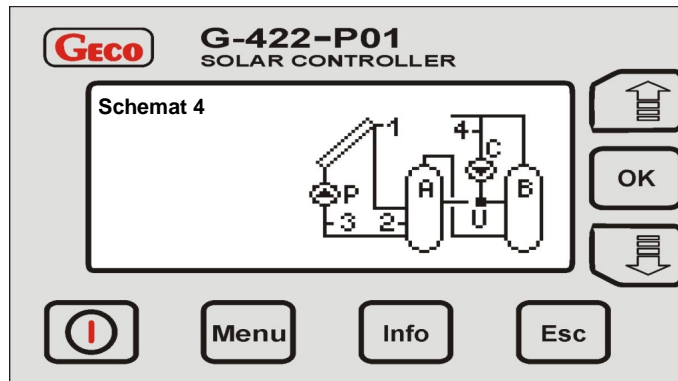 GECO
G-422-P01
SOLAR CONTROLLER
Schemat 4
1
4
C
P
A
B
OK
3
2
U
Menu
Info
Esc